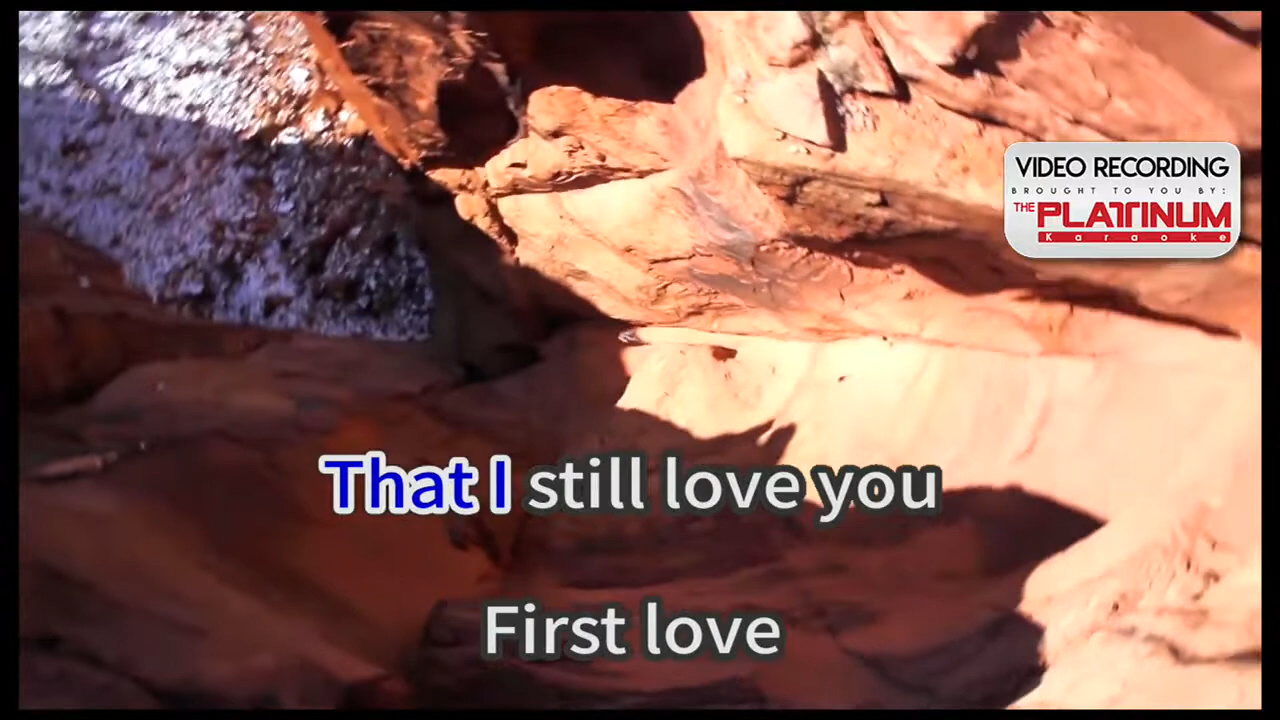 VIDEO RECORDING
BROUGHT TO YOU BY:
THE PLATINUM
Karaoke
That I still love you
First love